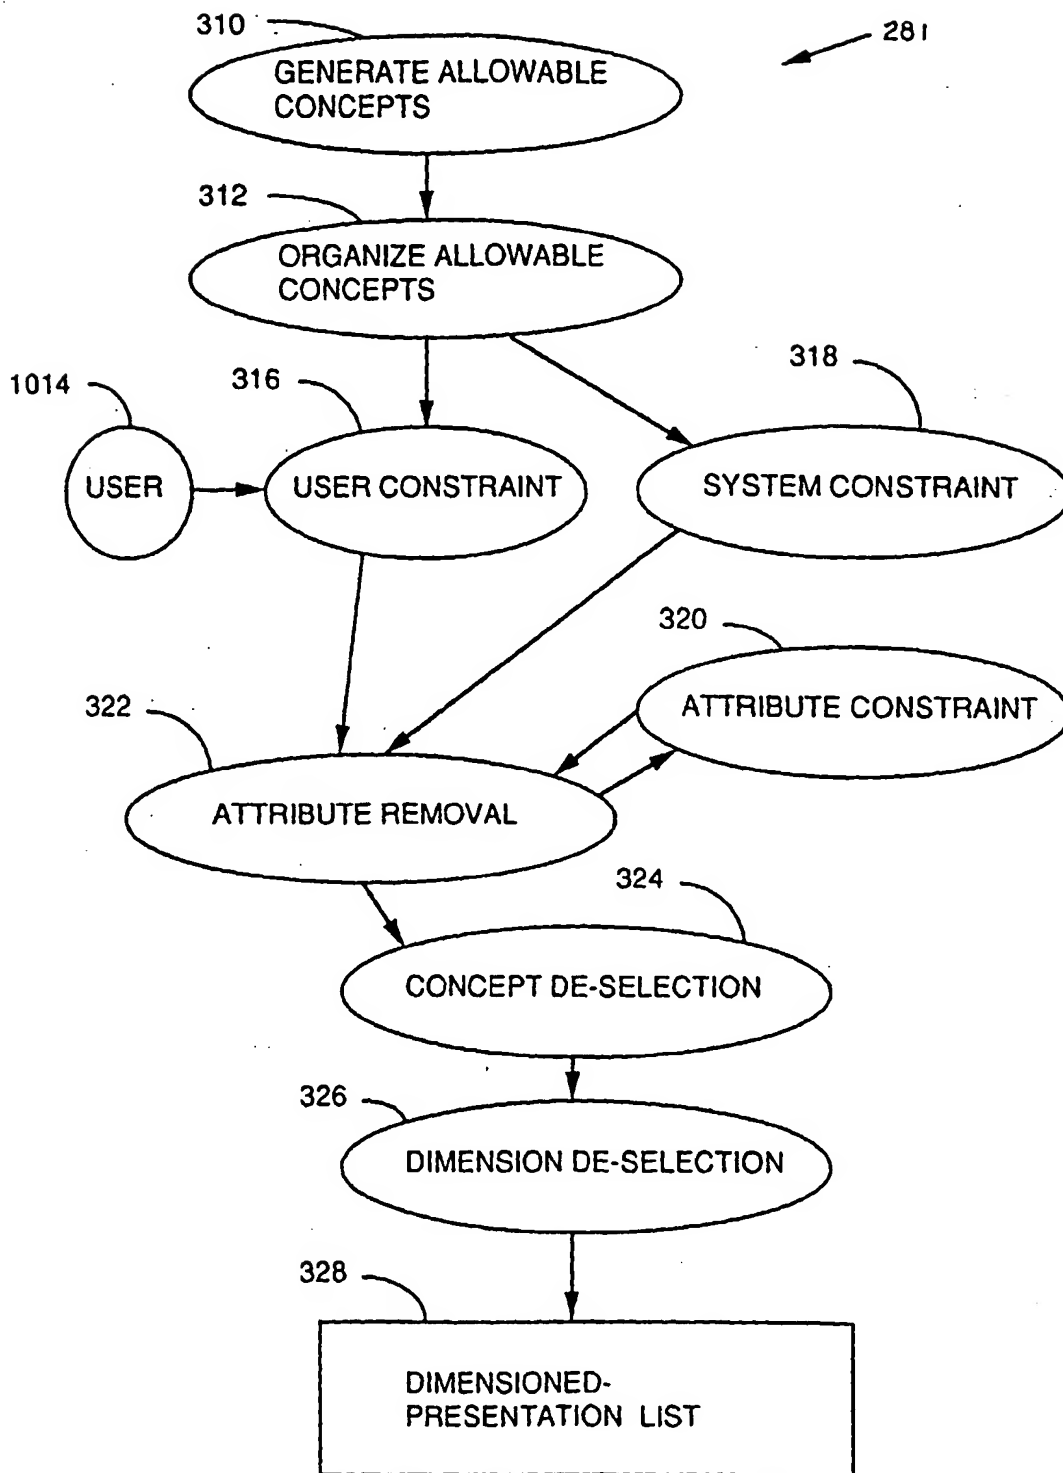 310
281
GENERATE ALLOWABLE
CONCEPTS
312
ORGANIZE ALLOWABLE
CONCEPTS
318
1014
316
USER
USER CONSTRAINT
SYSTEM CONSTRAINT
320
322
ATTRIBUTE CONSTRAINT
ATTRIBUTE REMOVAL
324
CONCEPT DE-SELECTION
326
DIMENSION DE-SELECTION
328
DIMENSIONED-
PRESENTATION LIST